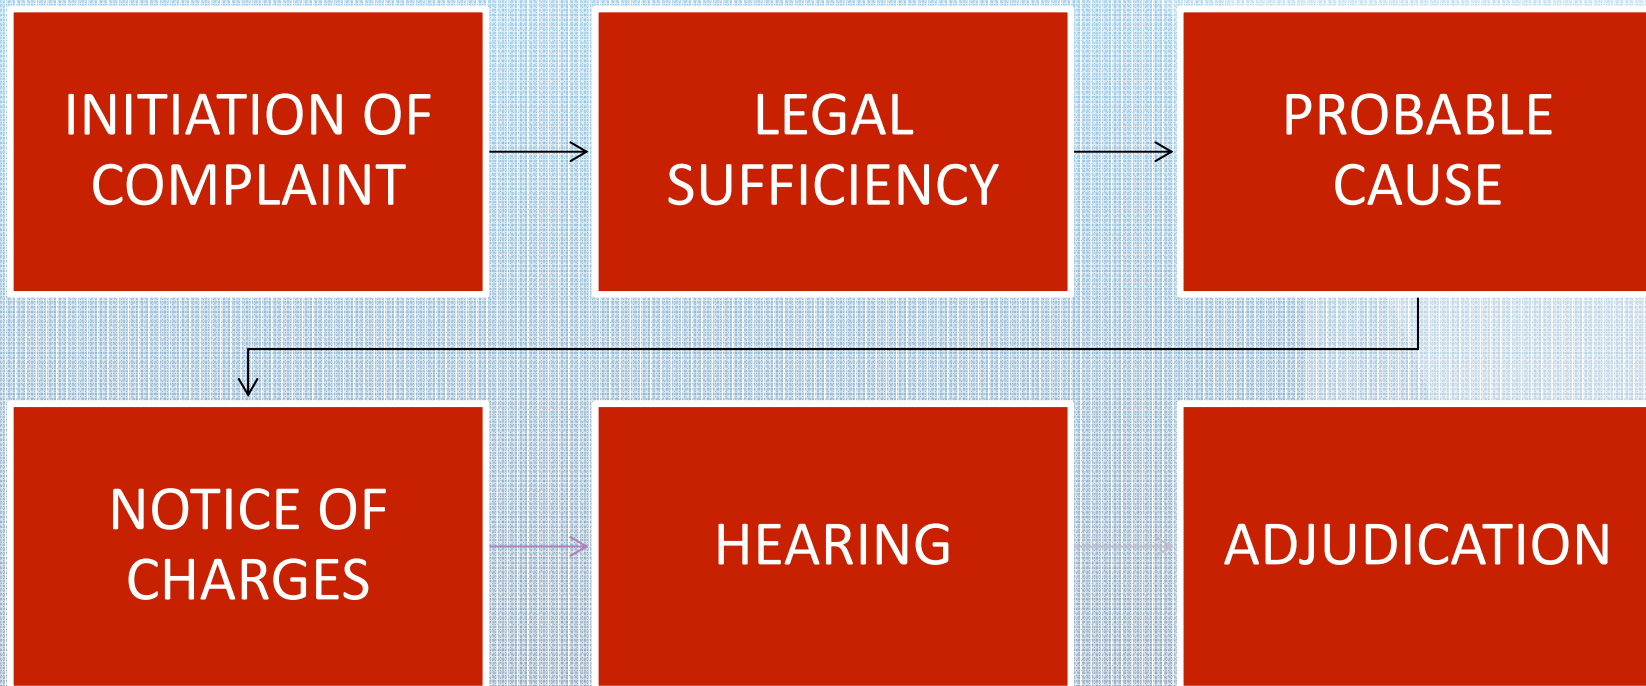 INITIATION OF
COMPLAINT
LEGAL
SUFFICIENCY
PROBABLE
CAUSE
NOTICE OF
CHARGES
HEARING
ADJUDICATION